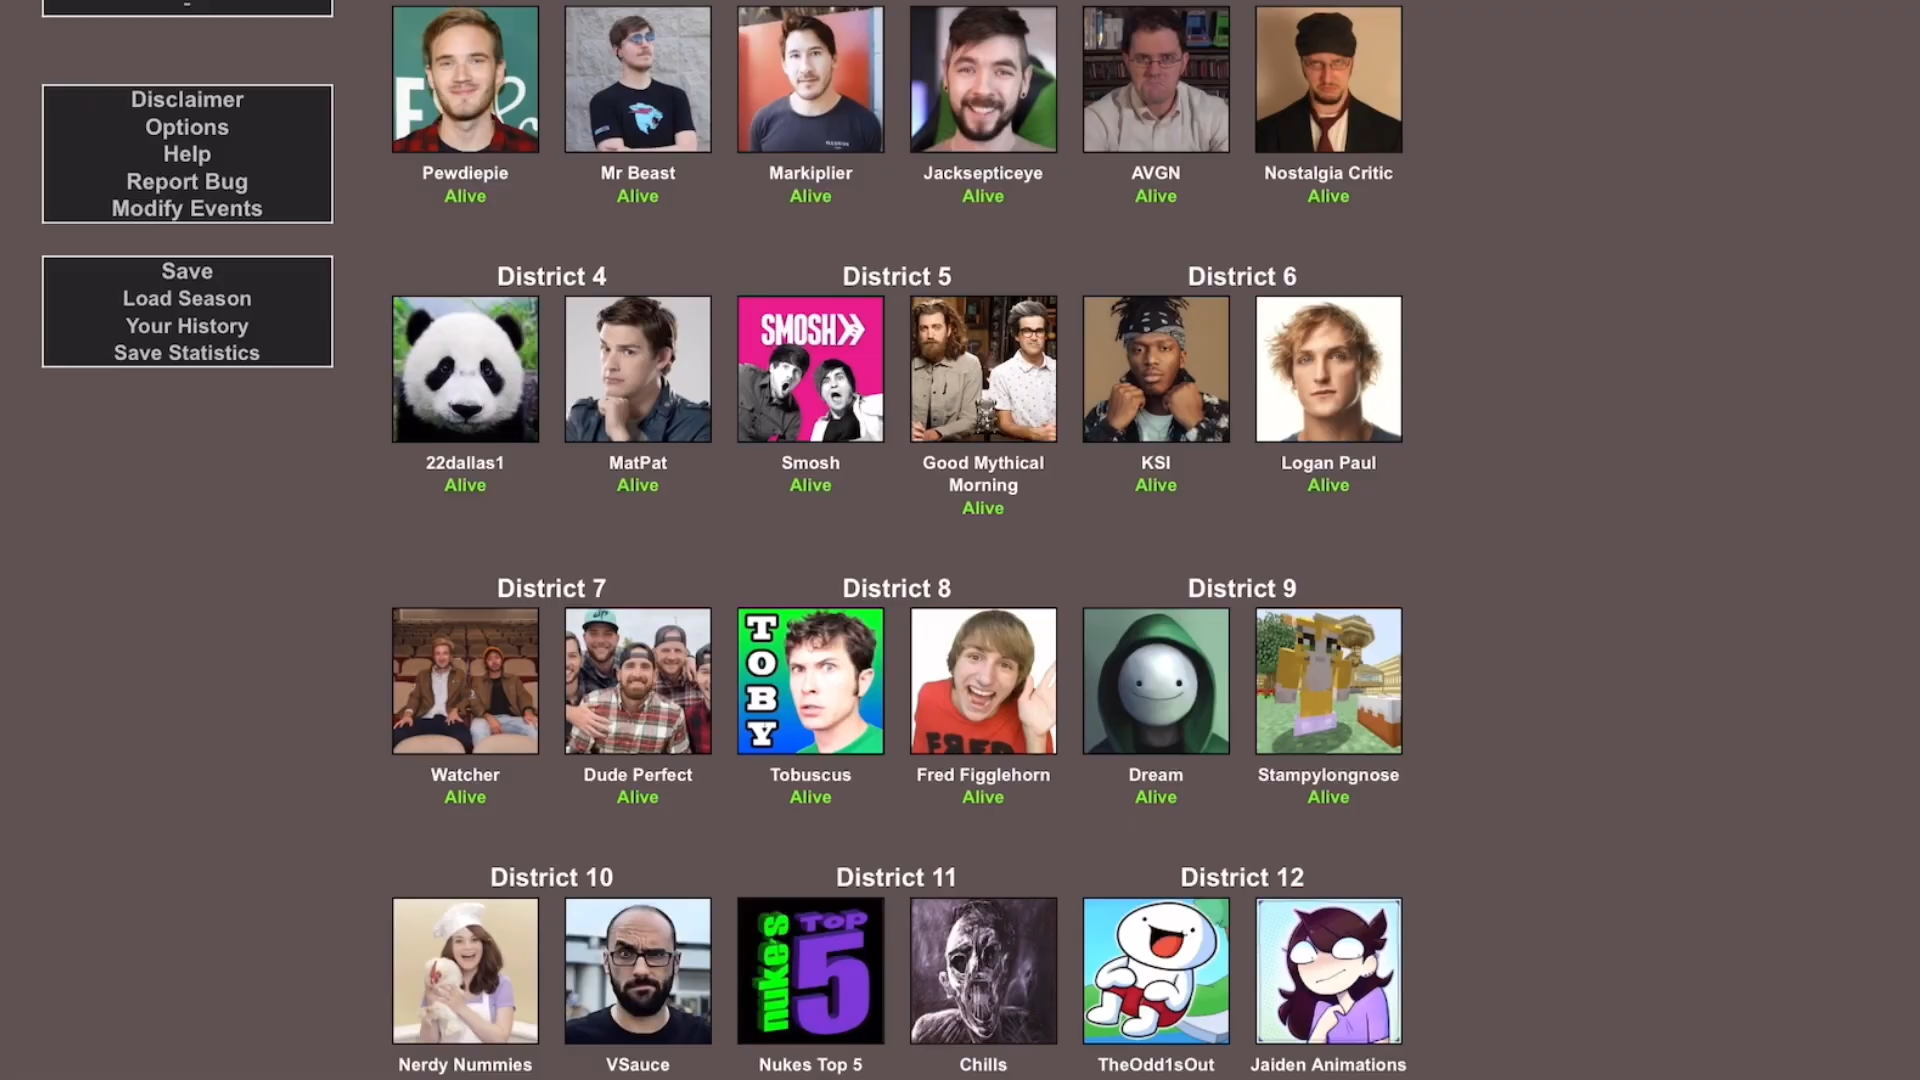 -
Disclaimer
Options
Help
Report Bug
Modify Events
Save
Load Season
Your History
Save Statistics
Pewdiepie
Mr Beast
Markiplier
Jacksepticeye
AVGN
Nostalgia Critic
Alive
Alive
Alive
Alive
Alive
Alive
District 4
District 5
District 6
SMOSH
22dallas1
MatPat
Smosh
Good Mythical
Morning
KSI
Logan Paul
Alive
Alive
Alive
Alive
Alive
Alive
District 7
District 8
District 9
TOBY
FRED
Watcher
Dude Perfect
Tobuscus
Fred Figglehorn
Dream
Stampylongnose
Alive
Alive
Alive
Alive
Alive
Alive
District 10
District 11
District 12
nuke's
Top
5
Nerdy Nummies
VSauce
Nukes Top 5
Chills
TheOdd1sOut
Jaiden Animations